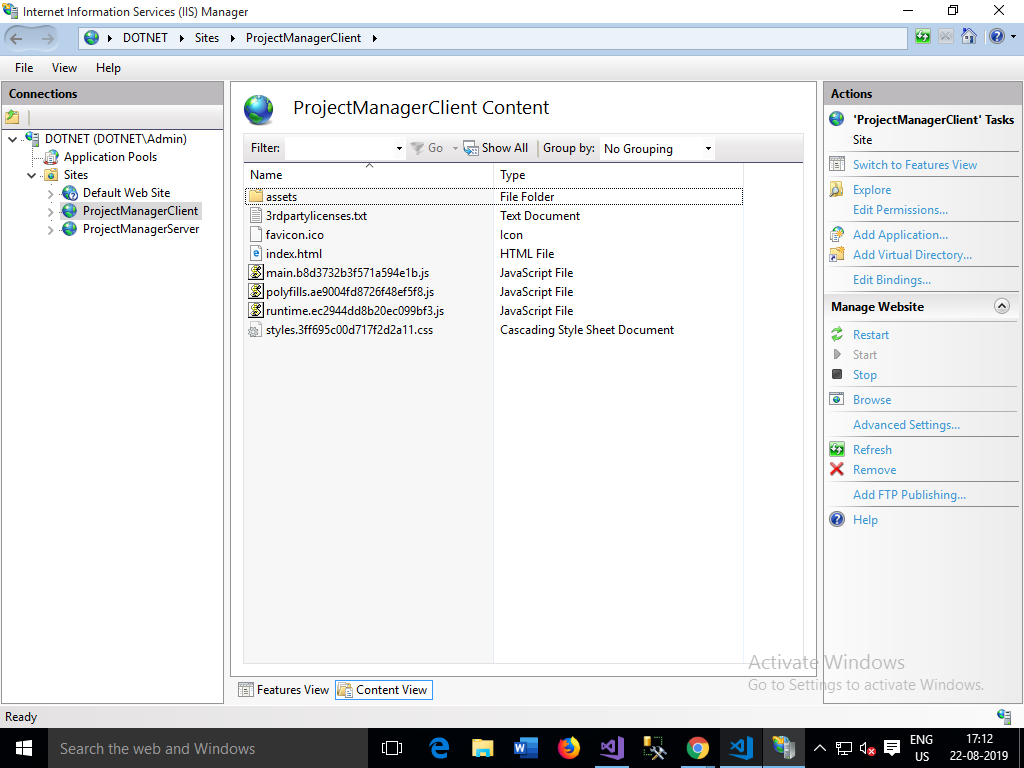 Internet Information Services (IIS) Manager
DOTNET Sites ProjectManagerClient
File View Help
Connections
DOTNET (DOTNET\Admin)
Application Pools
Sites
Default Web Site
ProjectManagerClient
ProjectManagerServer
ProjectManagerClient Content
Filter: Go Show All Group by: No Grouping
Name Type
assets File Folder
3rdpartylicenses.txt Text Document
favicon.ico Icon
index.html HTML File
main.b8d3732b3f571a594e1b.js JavaScript File
polyfills.ae9004fd8726f48ef5f8.js JavaScript File
runtime.ec2944dd8b20ec099bf3.js JavaScript File
styles.3ff695c00d717f2d2a11.css Cascading Style Sheet Document
Features View Content View
Actions
'ProjectManagerClient' Tasks
Site
Switch to Features View
Explore
Edit Permissions...
Add Application...
Add Virtual Directory...
Edit Bindings...
Manage Website
Restart
Start
Stop
Browse
Advanced Settings...
Refresh
Remove
Add FTP Publishing...
Help
Activate Windows
Go to Settings to activate Windows.
Ready
Search the web and Windows
ENG
US
17:12
22-08-2019